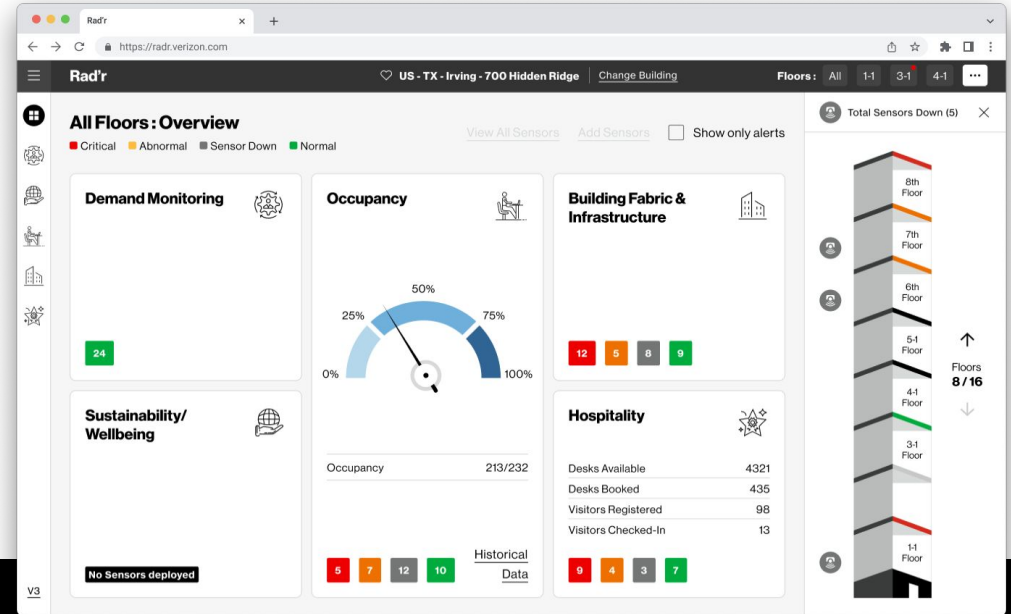 Rad'r
https://radr.verizon.com
Rad'r
US - TX - Irving - 700 Hidden Ridge
Change Building
Floors: All 1-1 3-1 4-1 ...
All Floors : Overview
Critical Abnormal Sensor Down Normal
View All Sensors
Add Sensors
Show only alerts
Total Sensors Down (5)
Demand Monitoring
24
Occupancy
0%
25%
50%
75%
100%
Occupancy 213/232
5 7 12 10
Historical
Data
Building Fabric &
Infrastructure
12 5 8 9
Sustainability/
Wellbeing
No Sensors deployed
Hospitality
Desks Available 4321
Desks Booked 435
Visitors Registered 98
Visitors Checked-In 13
9 4 3 7
8th
Floor
7th
Floor
6th
Floor
5-1
Floor
4-1
Floor
3-1
Floor
1-1
Floor
Floors
8 / 16
V3